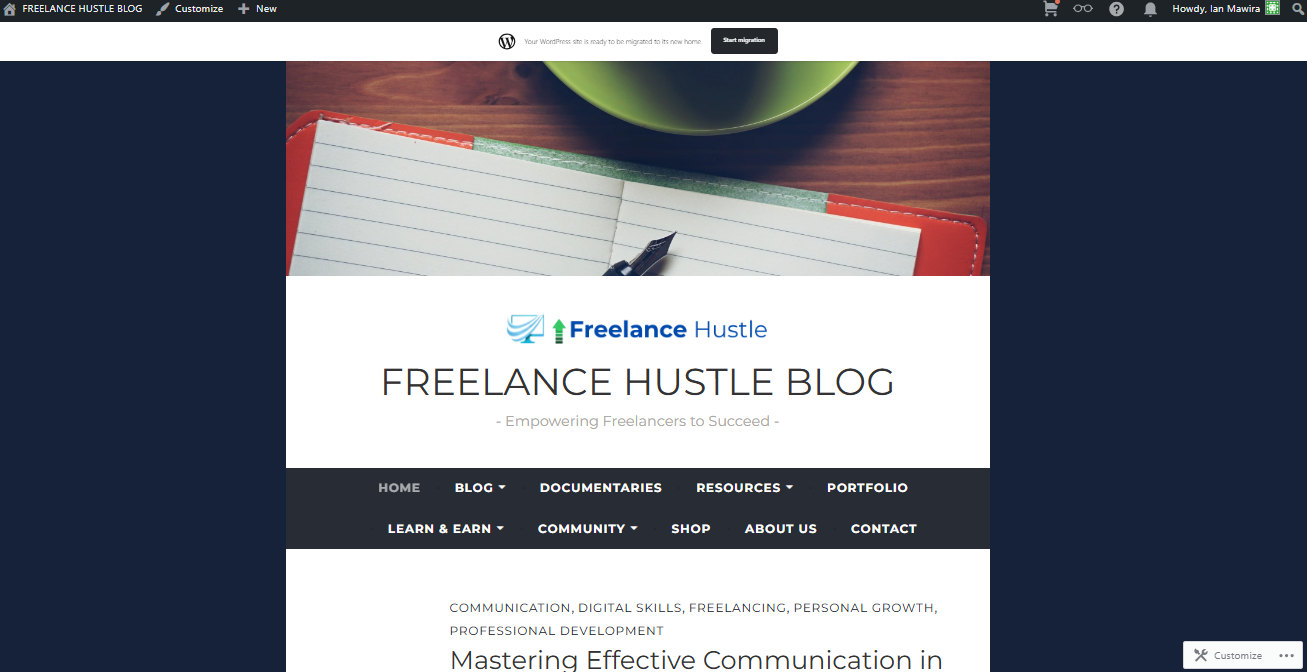 FREELANCE HUSTLE BLOG Customize New Howdy, Ian Mawira
Your WordPress site is ready to be migrated to its new home. Start migration
Freelance Hustle
FREELANCE HUSTLE BLOG
- Empowering Freelancers to Succeed -
HOME BLOG DOCUMENTARIES RESOURCES PORTFOLIO
LEARN & EARN COMMUNITY SHOP ABOUT US CONTACT
COMMUNICATION, DIGITAL SKILLS, FREELANCING, PERSONAL GROWTH,
PROFESSIONAL DEVELOPMENT
Mastering Effective Communication in
Customize